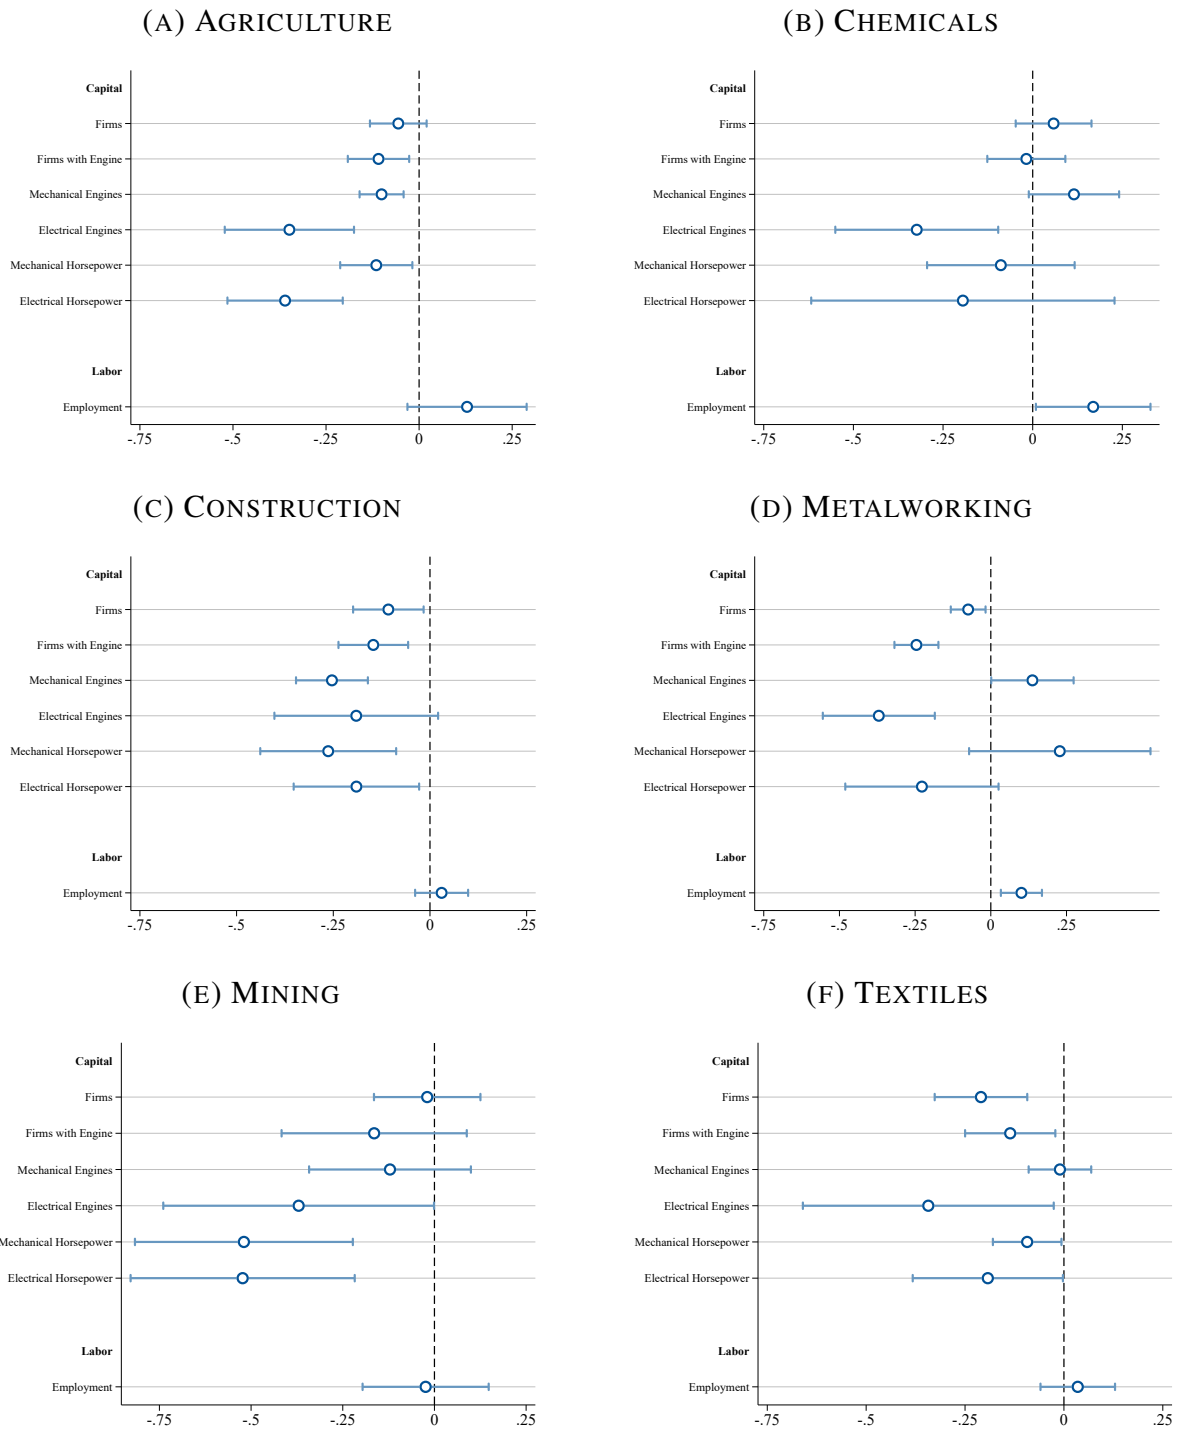 (A) AGRICULTURE
Capital
Firms
Firms with Engine
Mechanical Engines
Electrical Engines
Mechanical Horsepower
Electrical Horsepower
Labor
Employment
-.75 -.5 -.25 0 .25
(B) CHEMICALS
Capital
Firms
Firms with Engine
Mechanical Engines
Electrical Engines
Mechanical Horsepower
Electrical Horsepower
Labor
Employment
-.75 -.5 -.25 0 .25
(C) CONSTRUCTION
Capital
Firms
Firms with Engine
Mechanical Engines
Electrical Engines
Mechanical Horsepower
Electrical Horsepower
Labor
Employment
-.75 -.5 -.25 0 .25
(D) METALWORKING
Capital
Firms
Firms with Engine
Mechanical Engines
Electrical Engines
Mechanical Horsepower
Electrical Horsepower
Labor
Employment
-.75 -.5 -.25 0 .25
(E) MINING
Capital
Firms
Firms with Engine
Mechanical Engines
Electrical Engines
Mechanical Horsepower
Electrical Horsepower
Labor
Employment
-.75 -.5 -.25 0 .25
(F) TEXTILES
Capital
Firms
Firms with Engine
Mechanical Engines
Electrical Engines
Mechanical Horsepower
Electrical Horsepower
Labor
Employment
-.75 -.5 -.25 0 .25